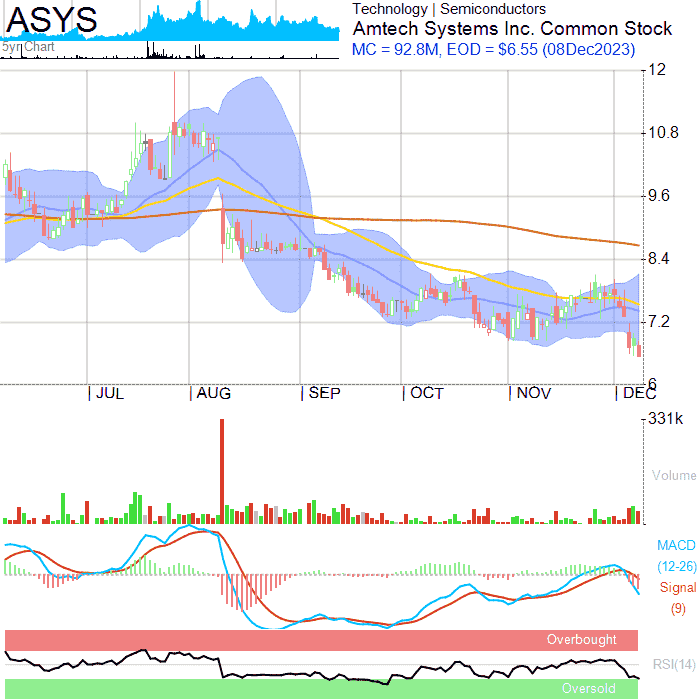 ASYS
5yr Chart
Technology | Semiconductors
Amtech Systems Inc. Common Stock
MC = 92.8M, EOD = $6.55 (08Dec2023)
12
10.8
9.6
8.4
7.2
6
JUL
AUG
SEP
OCT
NOV
DEC
331k
Volume
MACD
(12-26)
Signal
(9)
Overbought
RSI(14)
Oversold